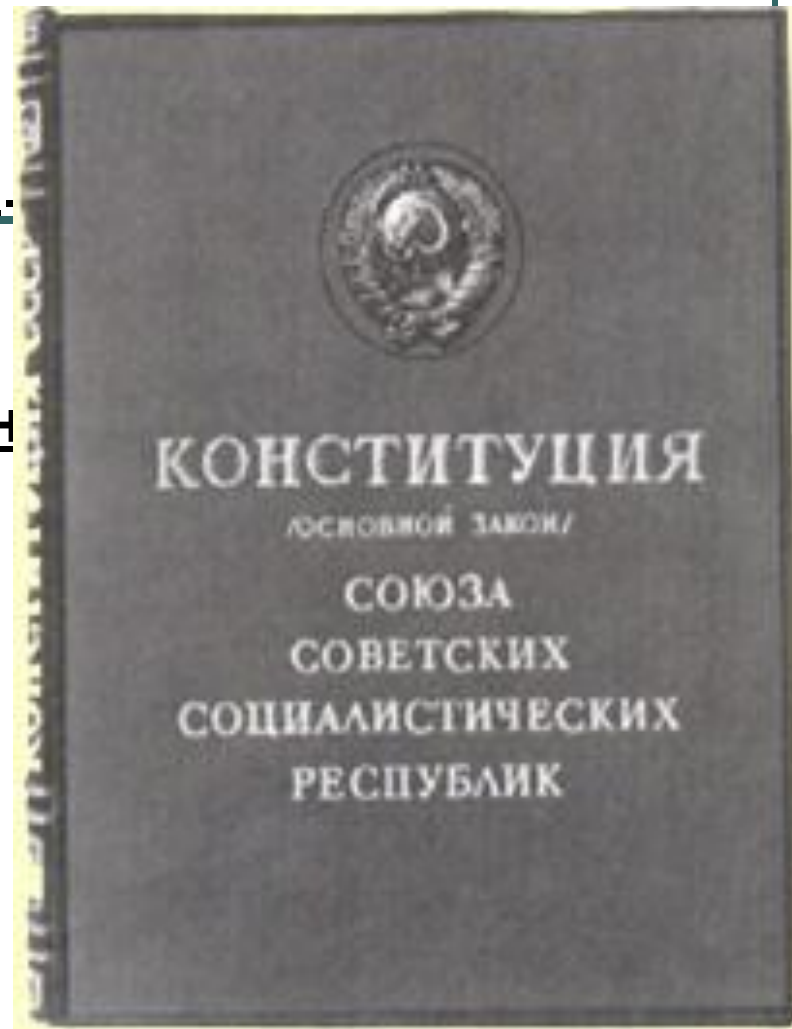 КОНСТИТУЦИЯ
/ОСНОВНОЙ ЗАКОН/
СОЮЗА
СОВЕТСКИХ
СОЦИАЛИСТИЧЕСКИХ
РЕСПУБЛИК